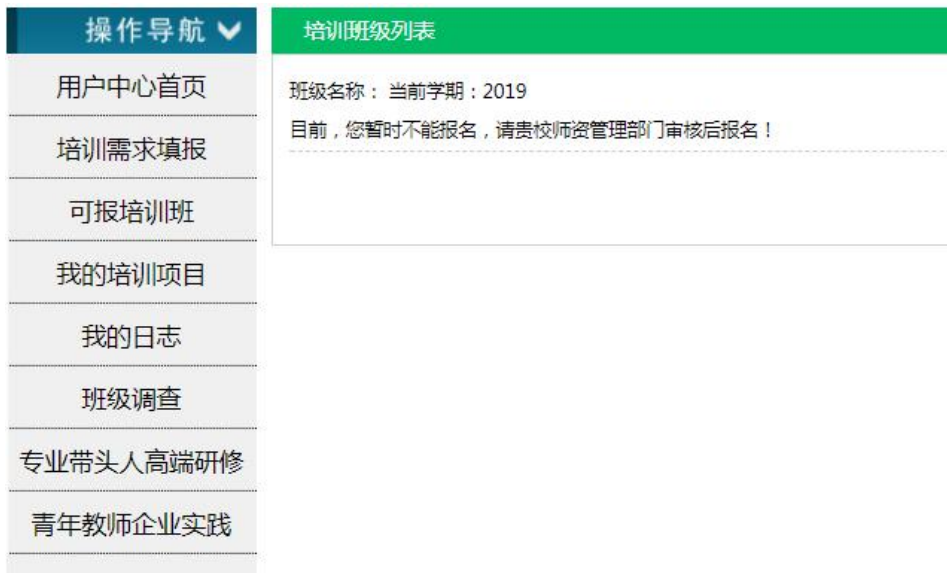 操作导航
用户中心首页
培训需求填报
可报培训班
我的培训项目
我的日志
班级调查
专业带头人高端研修
青年教师企业实践
培训班级列表
班级名称： 当前学期：2019
目前，您暂时不能报名，请贵校师资管理部门审核后报名！